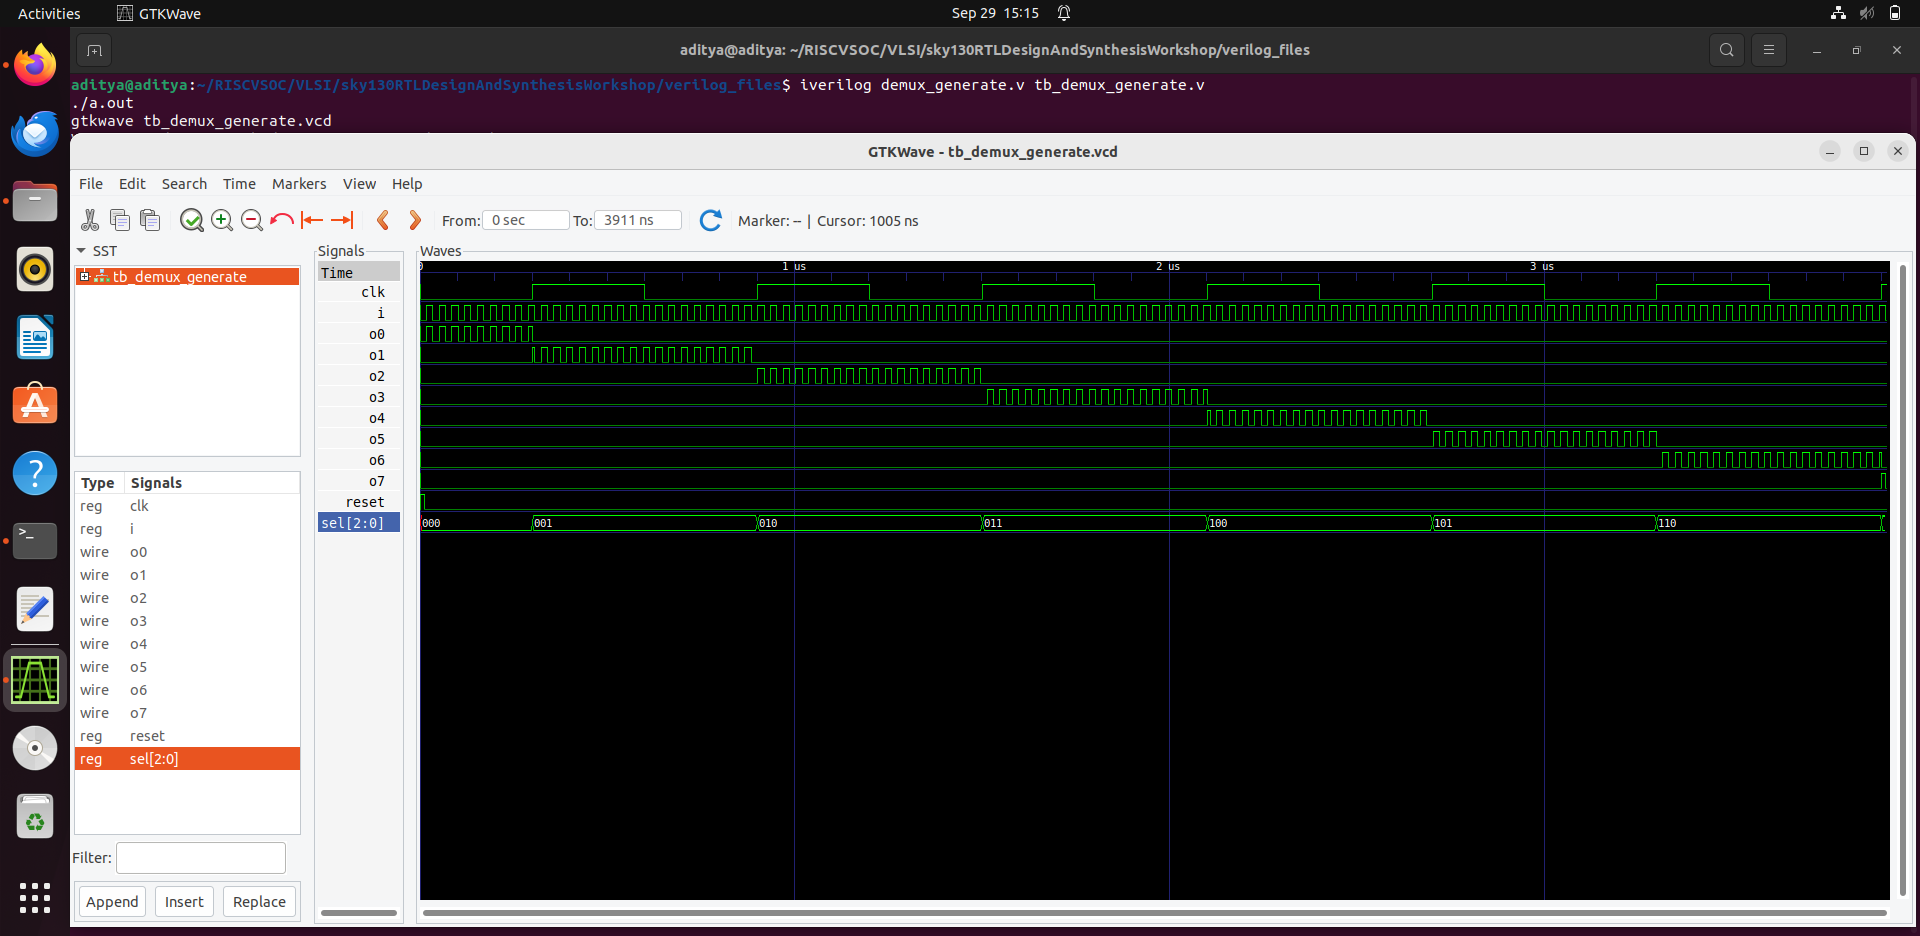 Activities GTKWave Sep 29 15:15
aditya@aditya: ~/RISCVSOC/VLSI/sky130RTLDesignAndSynthesisWorkshop/verilog_files
aditya@aditya:~/RISCVSOC/VLSI/sky130RTLDesignAndSynthesisWorkshop/verilog_files$ iverilog demux_generate.v tb_demux_generate.v
./a.out
gtkwave tb_demux_generate.vcd
GTKWave - tb_demux_generate.vcd
File Edit Search Time Markers View Help
From: 0 sec To: 3911 ns Marker: -- | Cursor: 1005 ns
SST
tb_demux_generate
Type Signals
reg clk
reg i
wire o0
wire o1
wire o2
wire o3
wire o4
wire o5
wire o6
wire o7
reg reset
reg sel[2:0]
Filter:
Append Insert Replace
Signals
Time
clk
i
o0
o1
o2
o3
o4
o5
o6
o7
reset
sel[2:0]
Waves
0 1 us 2 us 3 us
000 001 010 011 100 101 110